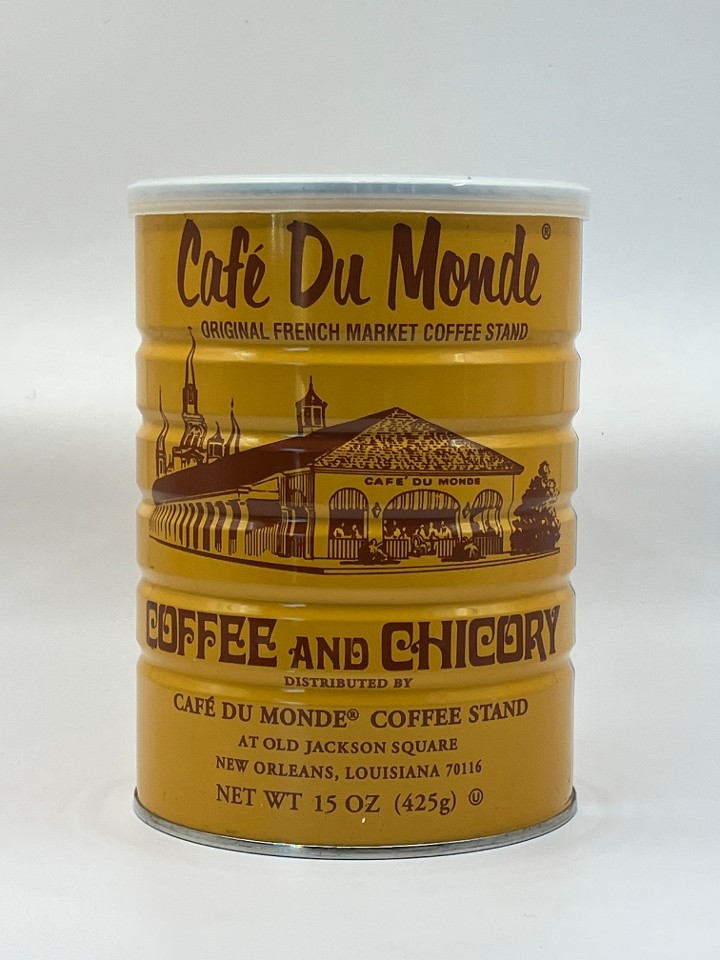 Café Du Monde®
ORIGINAL FRENCH MARKET COFFEE STAND
CAFE' DU MONDE
COFFEE AND CHICORY
DISTRIBUTED BY
CAFÉ DU MONDE® COFFEE STAND
AT OLD JACKSON SQUARE
NEW ORLEANS, LOUISIANA 70116
NET WT 15 OZ (425g) Ⓤ